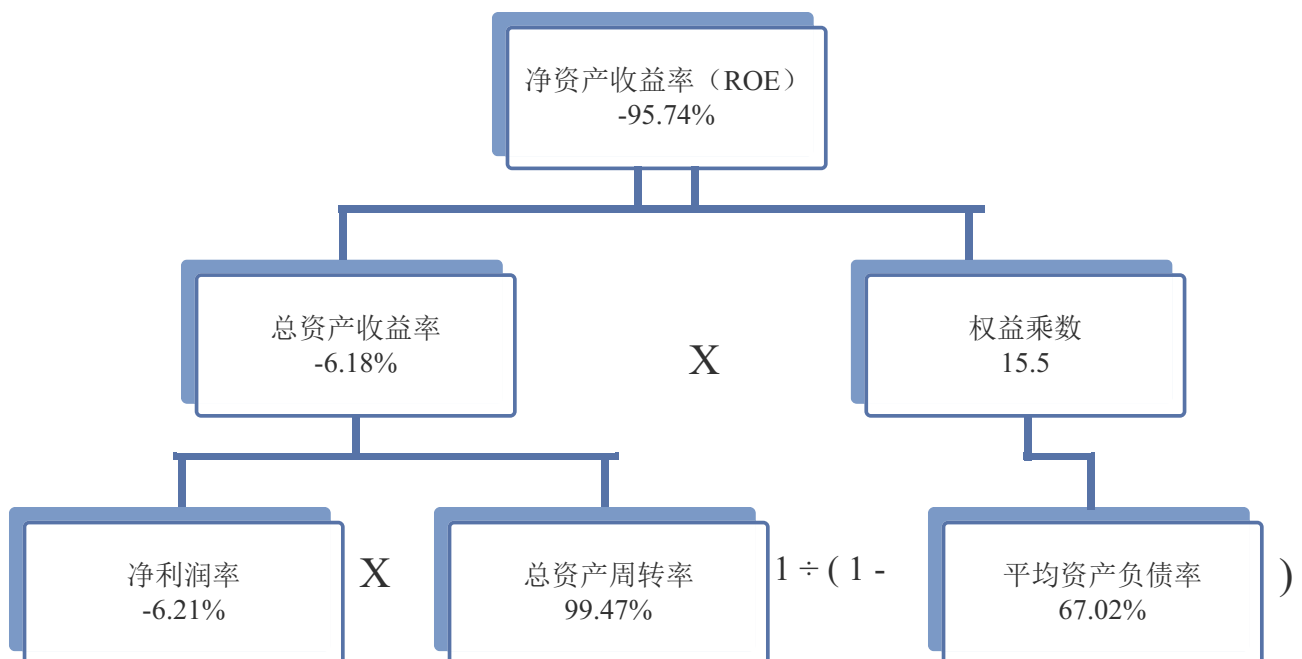 净资产收益率（ROE）
-95.74%
总资产收益率
-6.18%
X
权益乘数
15.5
净利润率
-6.21%
X
总资产周转率
99.47%
1 ÷ ( 1 -
平均资产负债率
67.02%
)